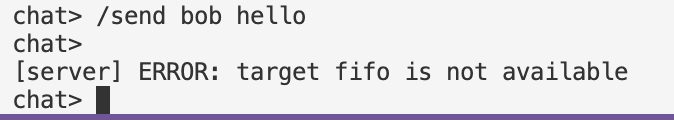 chat> /send bob hello
chat>
[server] ERROR: target fifo is not available
chat>